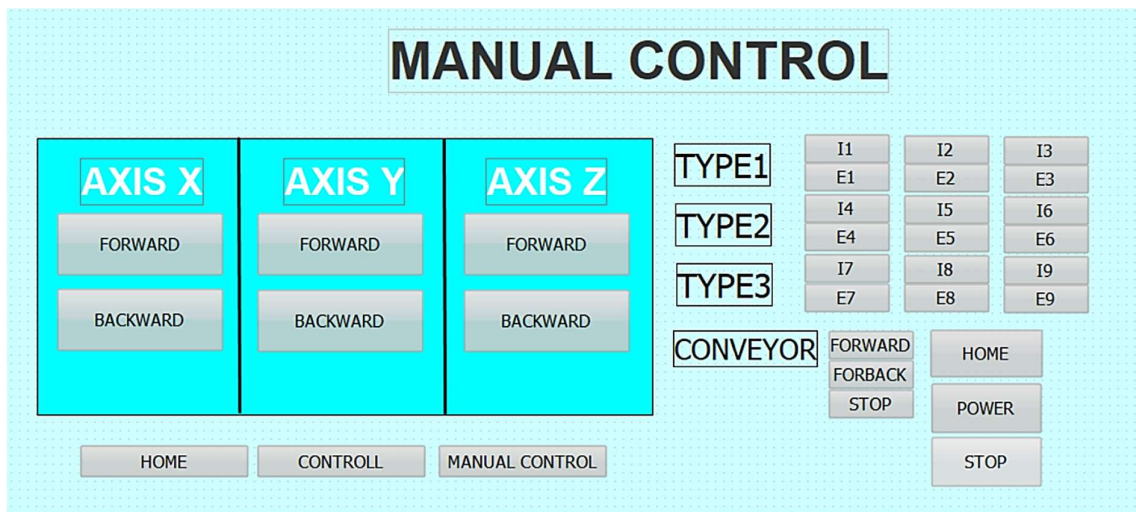 MANUAL CONTROL
AXIS X AXIS Y AXIS Z
FORWARD FORWARD FORWARD
BACKWARD BACKWARD BACKWARD
TYPE1
I1 I2 I3
E1 E2 E3
TYPE2
I4 I5 I6
E4 E5 E6
TYPE3
I7 I8 I9
E7 E8 E9
CONVEYOR
FORWARD
FORBACK
STOP
HOME
POWER
STOP
HOME CONTROLL MANUAL CONTROL